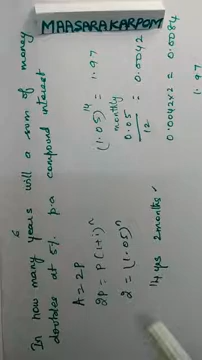 MAASARAKARPOM
In how many years will a sum of money
doubles at 5% p.a compound interest
A = 2P
2P = P(1+i)ⁿ
2 = (1.05)ⁿ
14 yrs 2 months ✓
(1.05)¹⁴ = 1.97
monthly
0.05
12
= 0.0042
0.0042×2 = 0.0084
1.97